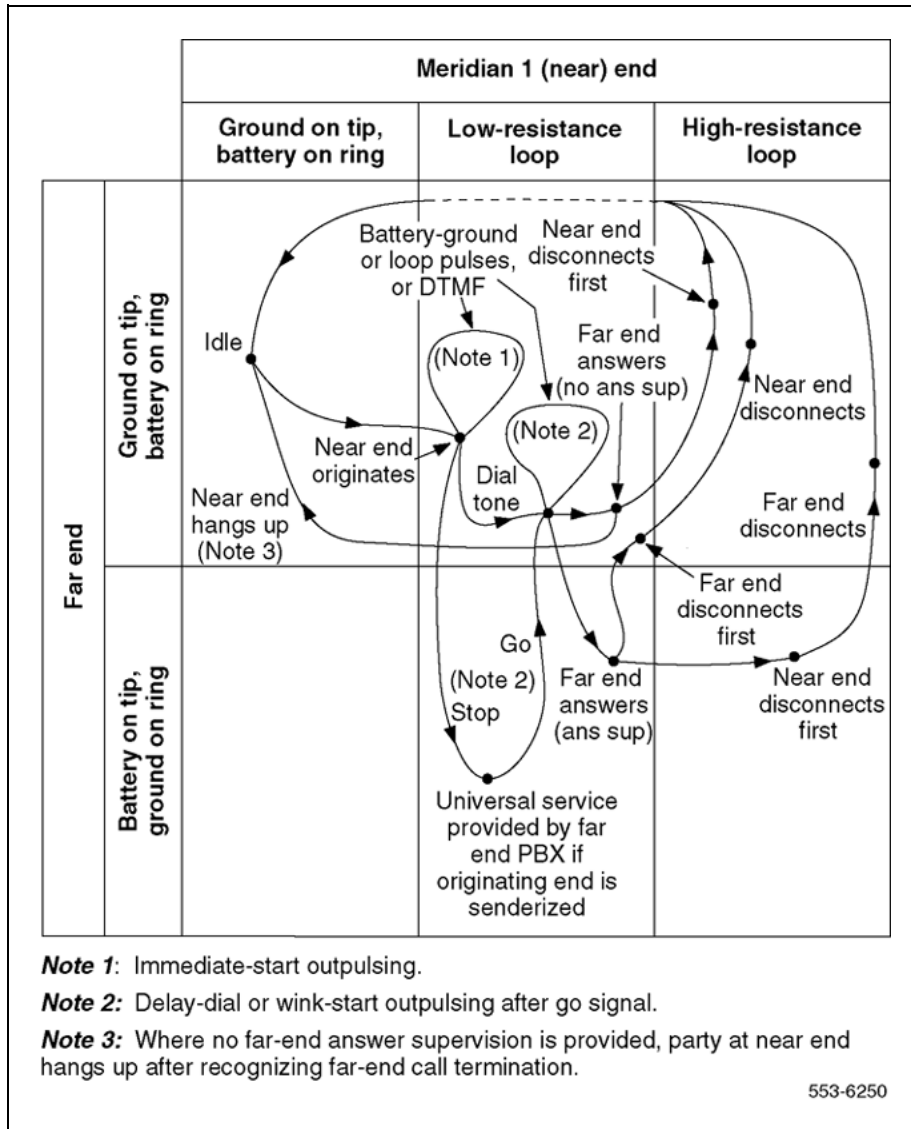 Meridian 1 (near) end
Ground on tip,
battery on ring
Low-resistance
loop
High-resistance
loop
Far end
Ground on tip,
battery on ring
Battery on tip,
ground on ring
Battery-ground
or loop pulses,
or DTMF
Near end
disconnects
first
Idle
(Note 1)
Far end
answers
(no ans sup)
(Note 2)
Near end
disconnects
Near end
originates
Dial
tone
Near end
hangs up
(Note 3)
Far end
disconnects
Far end
disconnects
first
Go
(Note 2)
Stop
Far end
answers
(ans sup)
Near end
disconnects
first
Universal service
provided by far
end PBX if
originating end is
senderized
Note 1: Immediate-start outpulsing.
Note 2: Delay-dial or wink-start outpulsing after go signal.
Note 3: Where no far-end answer supervision is provided, party at near end
hangs up after recognizing far-end call termination.
553-6250